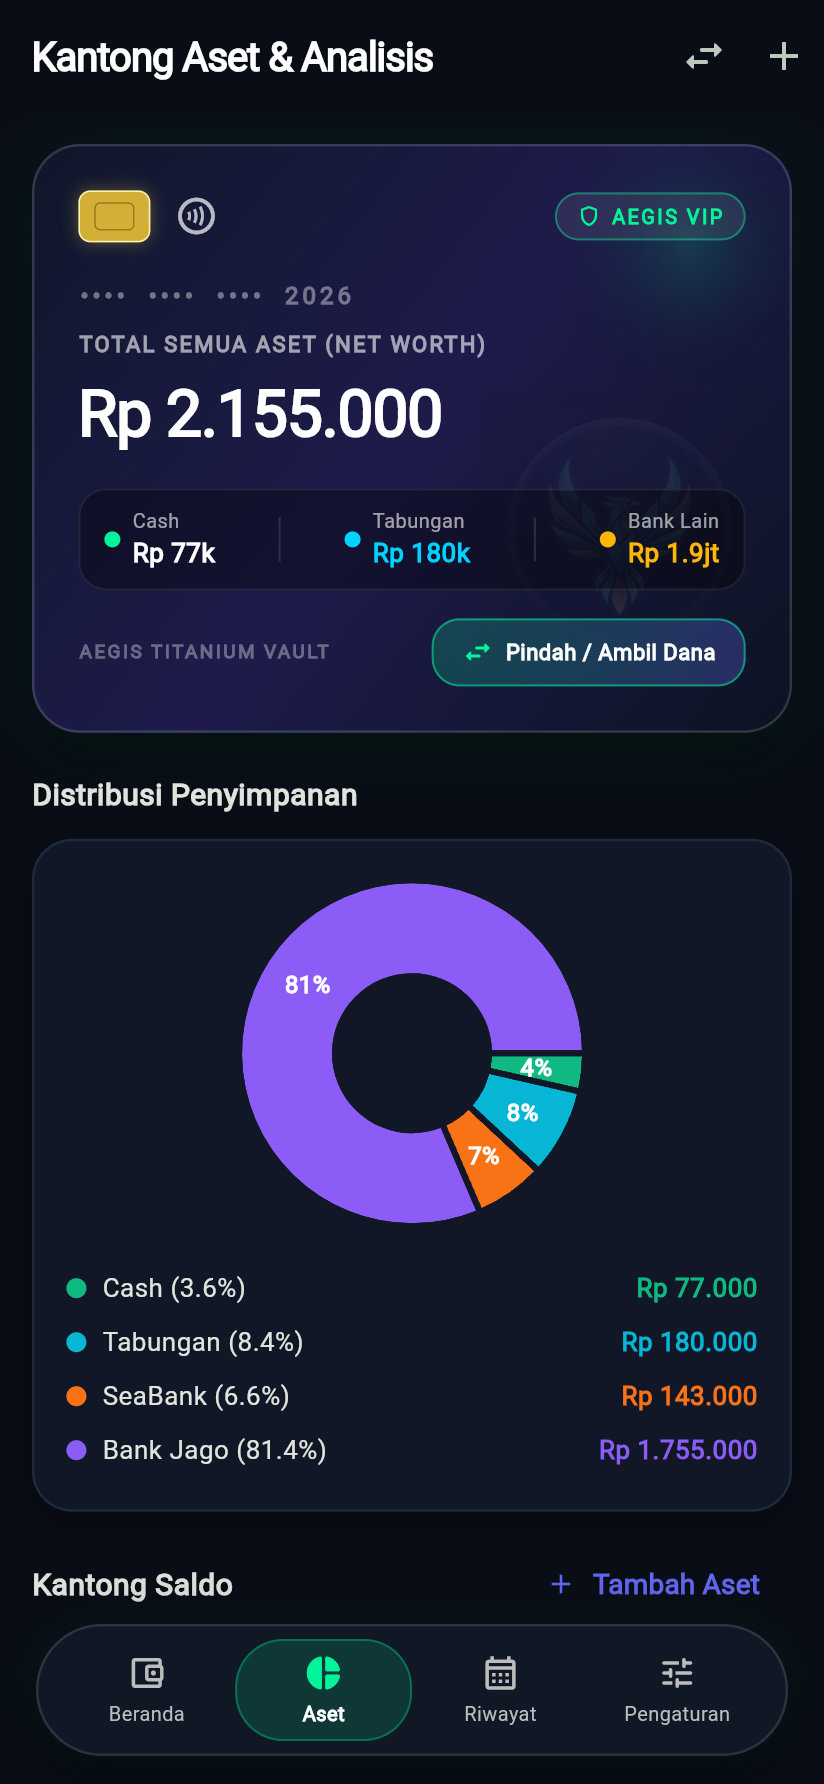 Kantong Aset & Analisis
AEGIS VIP
•••• •••• •••• 2026
TOTAL SEMUA ASET (NET WORTH)
Rp 2.155.000
Cash
Rp 77k
Tabungan
Rp 180k
Bank Lain
Rp 1.9jt
AEGIS TITANIUM VAULT
Pindah / Ambil Dana
Distribusi Penyimpanan
81%
4%
8%
7%
Cash (3.6%) Rp 77.000
Tabungan (8.4%) Rp 180.000
SeaBank (6.6%) Rp 143.000
Bank Jago (81.4%) Rp 1.755.000
Kantong Saldo
+ Tambah Aset
Beranda
Aset
Riwayat
Pengaturan